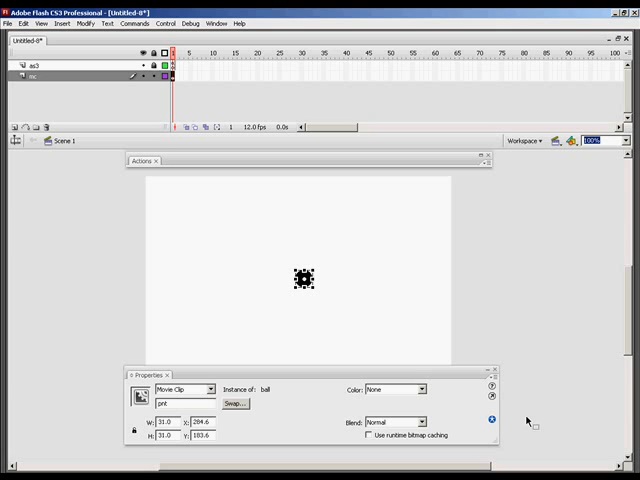 Adobe Flash CS3 Professional - [Untitled-8*]
File Edit View Insert Modify Text Commands Control Debug Window Help
Untitled-8*
1 5 10 15 20 25 30 35 40 45 50 55 60 65 70 75 80 85 90 95 100
as3
mc
1 12.0 fps 0.0s
Scene 1 Workspace 100%
Actions
Properties
Movie Clip Instance of: ball Color: None
pnt Swap...
W: 31.0 X: 284.6 Blend: Normal
H: 31.0 Y: 183.6 Use runtime bitmap caching